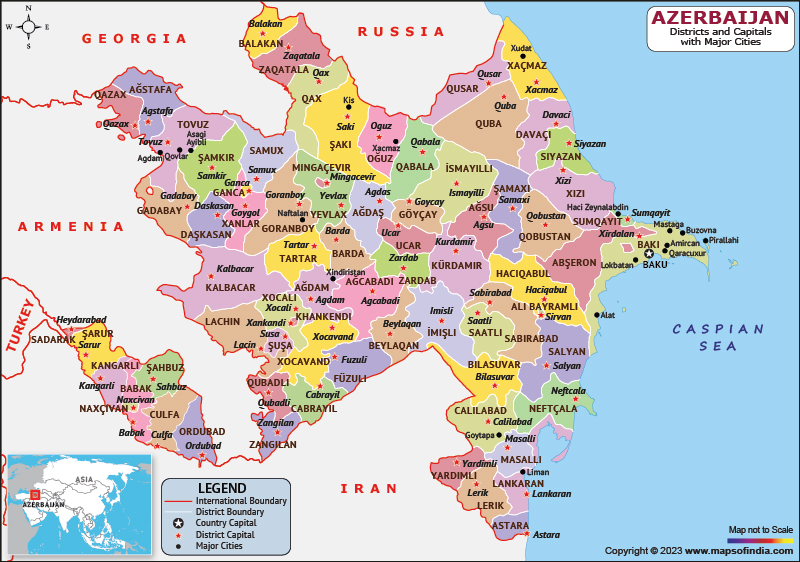 AZERBAIJAN
Districts and Capitals
with Major Cities
N
W
E
S
GEORGIA
RUSSIA
ARMENIA
TURKEY
IRAN
CASPIAN
SEA
Balakan
BALAKAN
Zaqatala
ZAQATALA
Qax
QAX
Kis
Saki
ŞAKI
Xudat
XAÇMAZ
Xacmaz
Qusar
QUSAR
Quba
QUBA
Davaci
DAVAÇI
Siyazan
SIYAZAN
QAZAX
AĞSTAFA
Agstafa
Qazax
TOVUZ
Tovuz
Asagi
Ayibli
Agdam
Qovlar
ŞAMKIR
Samkir
SAMUX
Samux
Ganca
GANCA
Goygol
XANLAR
Gadabay
GADABAY
Daskasan
DAŞKASAN
Goranboy
Naftalan
GORANBOY
MINGAÇEVIR
Mingacevir
Yevlax
YEVLAX
Oguz
Xaçmaz
OĞUZ
Qabala
QABALA
İSMAYILLI
Ismayilli
Agdas
AĞDAŞ
Goycay
GÖYÇAY
Ucar
UCAR
ŞAMAXI
Samaxi
AĞSU
Agsu
Xizi
XIZI
Haci Zeynalabdin
SUMQAYIT
Sumqayit
Qobustan
QOBUSTAN
Xirdalan
Mastaga
Buzovna
BAKI
Amircan
Pirallahi
Qaracuxur
BAKU
Lokbatan
ABŞERON
Alat
Barda
BARDA
Tartar
TARTAR
Zardab
ZARDAB
Kurdamir
KÜRDAMIR
HACIQABUL
Haciqabul
Kalbacar
KALBACAR
Xindiristan
AĞDAM
Agdam
AGCABADI
Agcabadi
XOCALI
Xocali
Xankandi
KHANKENDI
Xocavand
XOCAVAND
LACHIN
Lacin
Susa
ŞUŞA
Imisli
İMIŞLI
Beylaqan
BEYLAQAN
Sabirabad
Saatli
SAATLI
SABIRABAD
ALI BAYRAMLI
Sirvan
SALYAN
Salyan
BILASUVAR
Bilasuvar
Neftcala
NEFTÇALA
Fuzuli
FÜZULI
QUBADLI
Qubadli
Cabrayil
CABRAYIL
Zangilan
ZANGILAN
Heydarabad
SADARAK
ŞARUR
Sarur
KANGARLI
Kangarli
ŞAHBUZ
Sahbuz
BABAK
Naxcivan
NAXÇIVAN
Babak
CULFA
Culfa
ORDUBAD
Ordubad
CALILABAD
Calilabad
Goytapa
Masalli
MASALLI
Yardimli
YARDIMLI
Liman
LANKARAN
Lankaran
Lerik
LERIK
ASTARA
Astara
ASIA
AZERBAIJAN
LEGEND
International Boundary
District Boundary
Country Capital
District Capital
Major Cities
Map not to Scale
Copyright © 2023 www.mapsofindia.com